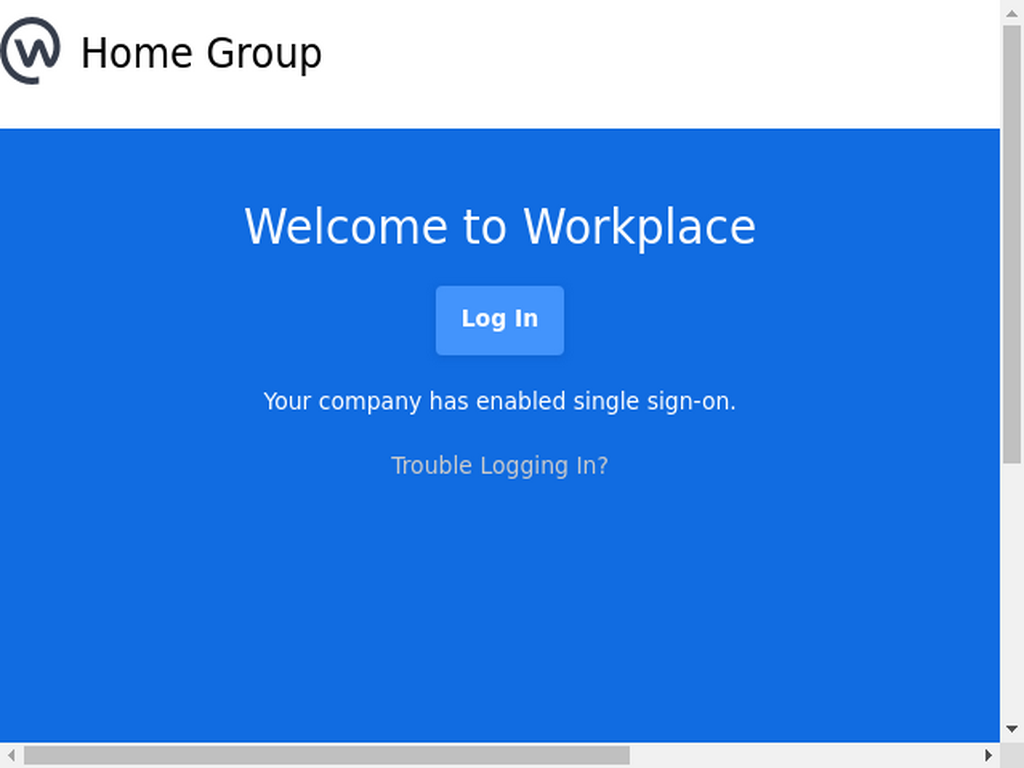 Home Group
Welcome to Workplace
Log In
Your company has enabled single sign-on.
Trouble Logging In?